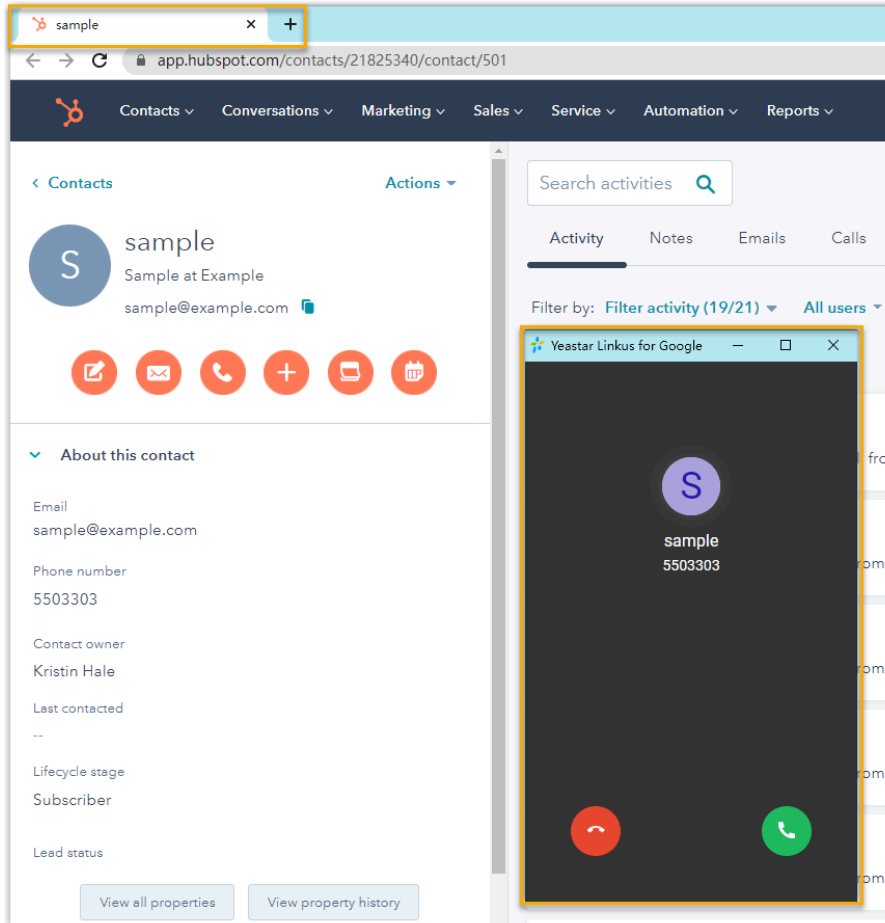 sample
app.hubspot.com/contacts/21825340/contact/501
Contacts Conversations Marketing Sales Service Automation Reports
Contacts
Actions
S
sample
Sample at Example
sample@example.com
About this contact
Email
sample@example.com
Phone number
5503303
Contact owner
Kristin Hale
Last contacted
--
Lifecycle stage
Subscriber
Lead status
View all properties View property history
Search activities
Activity Notes Emails Calls
Filter by: Filter activity (19/21) All users
Yeastar Linkus for Google
S
sample
5503303